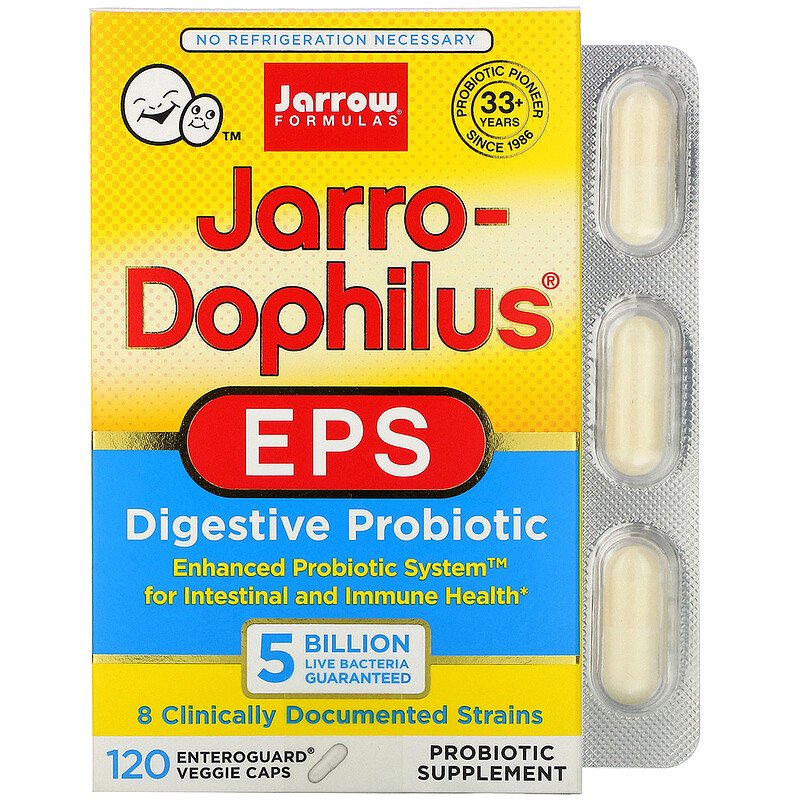 NO REFRIGERATION NECESSARY
TM
Jarrow
FORMULAS®
PROBIOTIC PIONEER
33+
YEARS
SINCE 1986
Jarro-
Dophilus®
EPS
Digestive Probiotic
Enhanced Probiotic System™
for Intestinal and Immune Health*
5 BILLION
LIVE BACTERIA
GUARANTEED
8 Clinically Documented Strains
120 ENTEROGUARD®
VEGGIE CAPS
PROBIOTIC
SUPPLEMENT